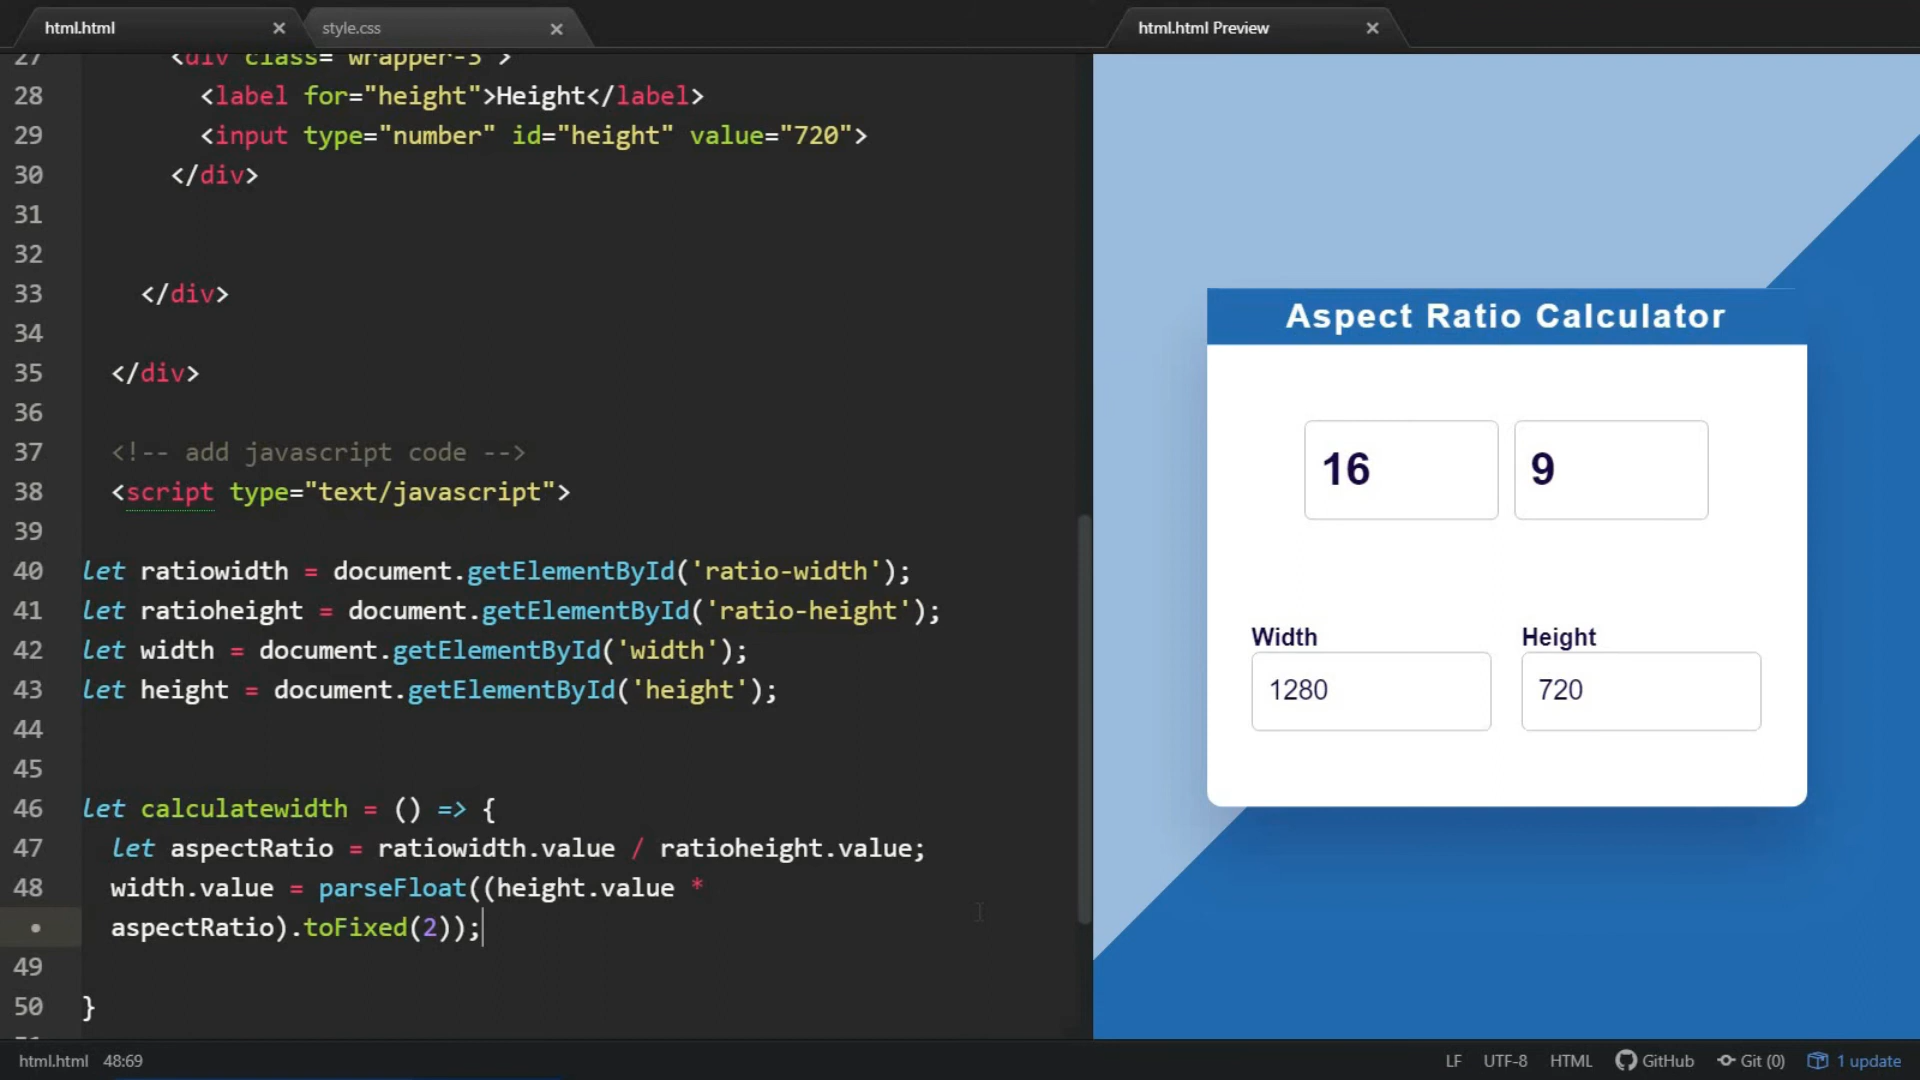 html.html
style.css
html.html Preview
27 <div class="wrapper-3">
28 <label for="height">Height</label>
29 <input type="number" id="height" value="720">
30 </div>
31
32
33 </div>
34
35 </div>
36
37 <!-- add javascript code -->
38 <script type="text/javascript">
39
40 let ratiowidth = document.getElementById('ratio-width');
41 let ratioheight = document.getElementById('ratio-height');
42 let width = document.getElementById('width');
43 let height = document.getElementById('height');
44
45
46 let calculatewidth = () => {
47 let aspectRatio = ratiowidth.value / ratioheight.value;
48 width.value = parseFloat((height.value *
• aspectRatio).toFixed(2));
49
50 }
Aspect Ratio Calculator
16 9
Width Height
1280 720
html.html 48:69 LF UTF-8 HTML GitHub Git (0) 1 update